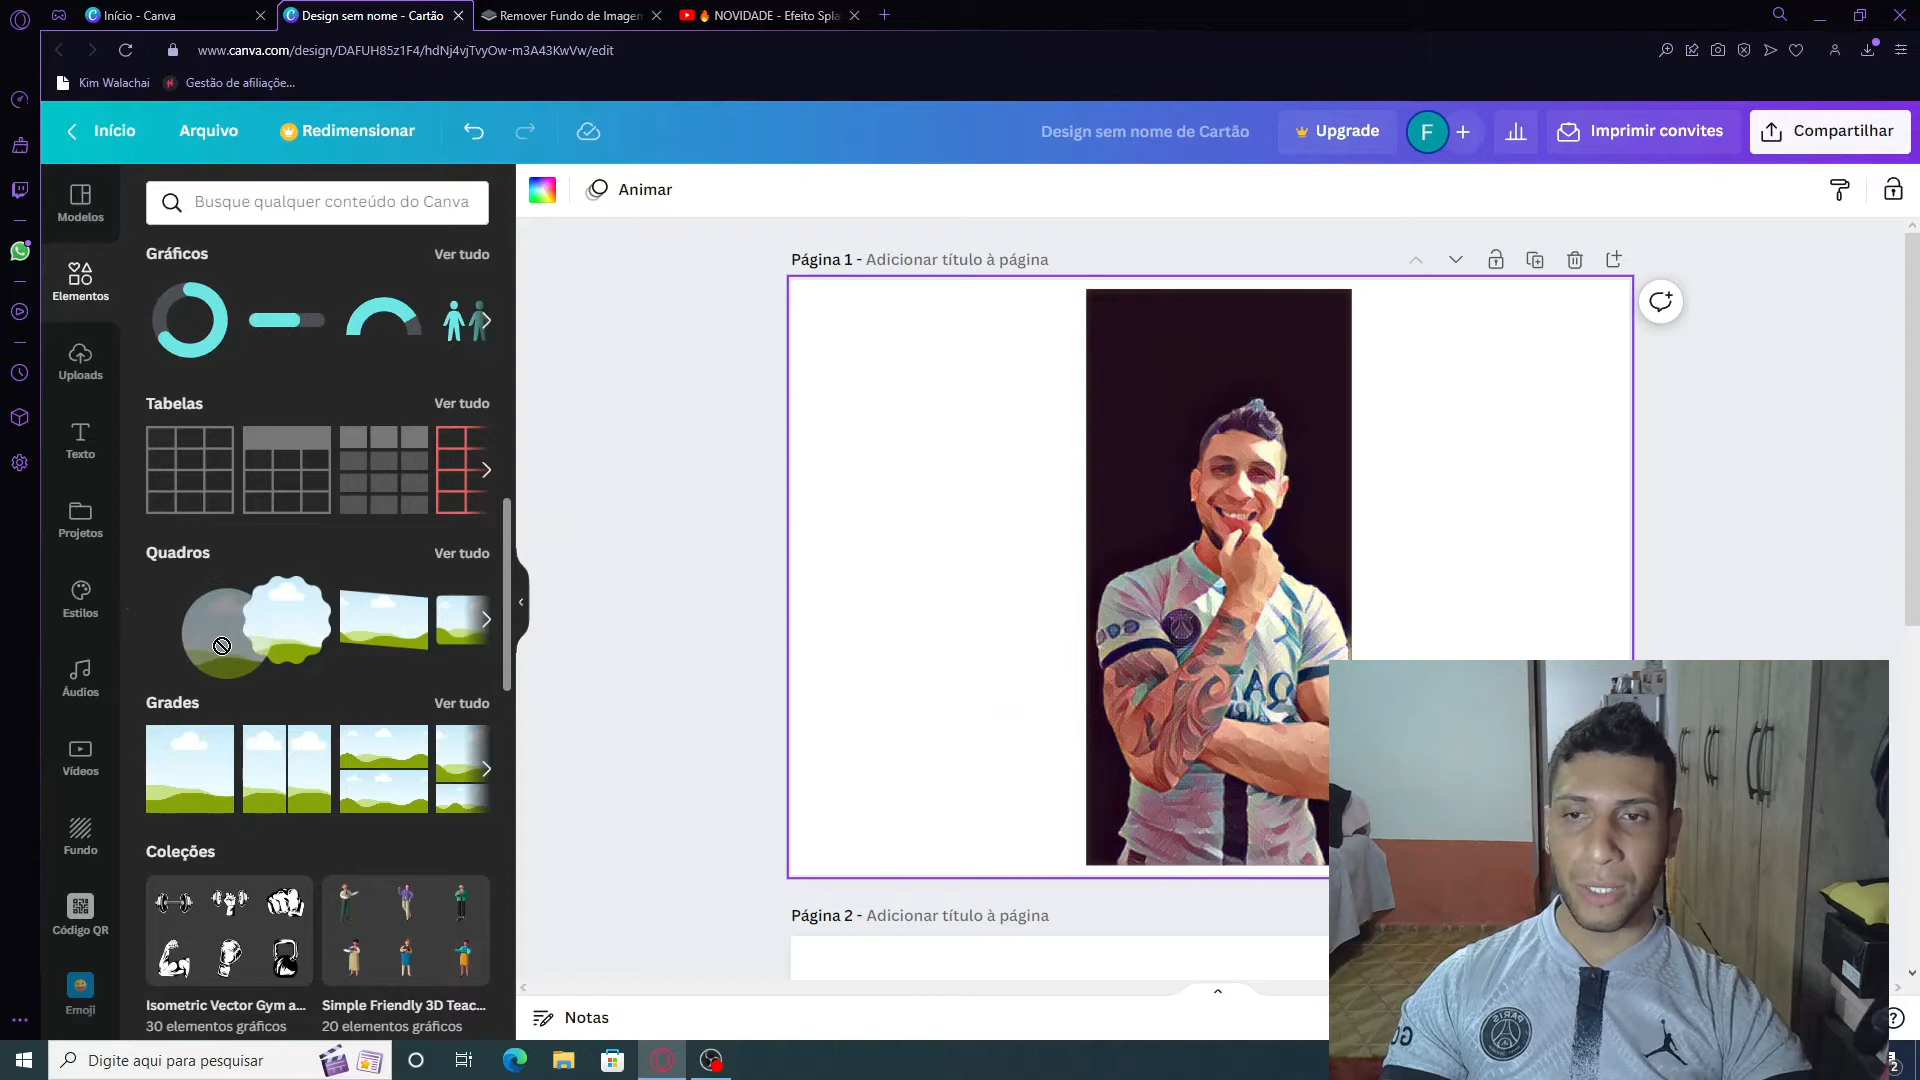 Início - Canva
Design sem nome - Cartão
Remover Fundo de Imagen
NOVIDADE - Efeito Spla
www.canva.com/design/DAFUH85z1F4/hdNj4vjTvyOw-m3A43KwVw/edit
Kim Walachai
Gestão de afiliaçõe...
Início
Arquivo
Redimensionar
Design sem nome de Cartão
Upgrade
F
Imprimir convites
Compartilhar
Modelos
Elementos
Uploads
Texto
Projetos
Estilos
Áudios
Vídeos
Fundo
Código QR
Emoji
Busque qualquer conteúdo do Canva
Gráficos
Ver tudo
Tabelas
Ver tudo
Quadros
Ver tudo
Grades
Ver tudo
Coleções
Isometric Vector Gym a...
30 elementos gráficos
Simple Friendly 3D Teac...
20 elementos gráficos
Animar
Página 1 - Adicionar título à página
Página 2 - Adicionar título à página
Notas
Digite aqui para pesquisar
PARIS
2